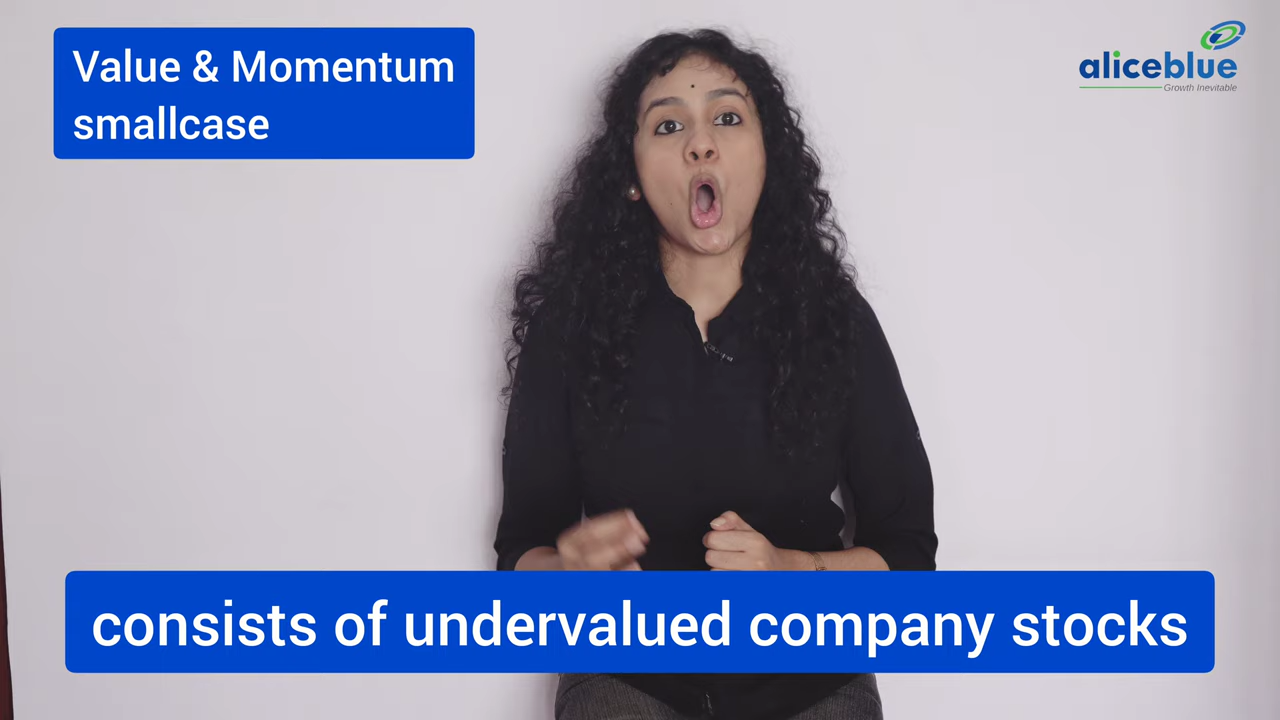 Value & Momentum
smallcase
aliceblue
Growth Inevitable
consists of undervalued company stocks